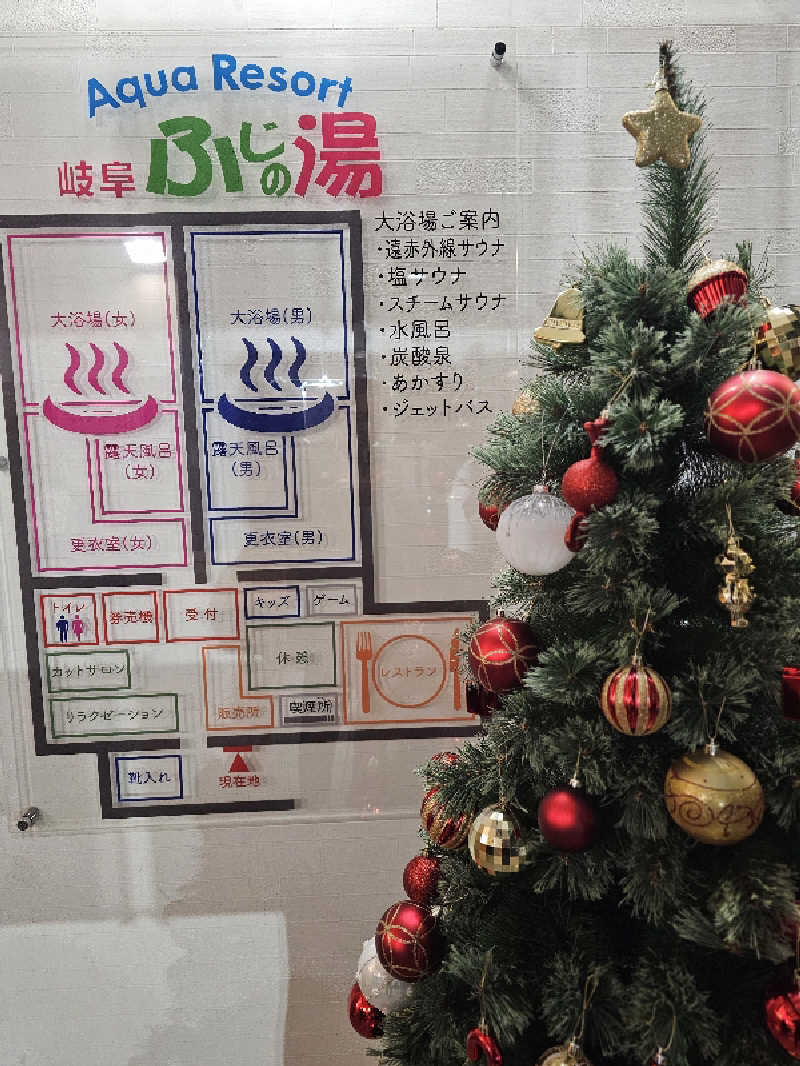 Aqua Resort
岐阜 ふじの湯
大浴場ご案内
・遠赤外線サウナ
・塩サウナ
・スチームサウナ
・水風呂
・炭酸泉
・あかすり
・ジェットバス
大浴場(女)
大浴場(男)
露天風呂
(女)
露天風呂
(男)
更衣室(女)
更衣室(男)
トイレ
券売機
受付
キッズ
ゲーム
カットサロン
休憩
レストラン
リラクゼーション
販売所
喫煙所
靴入れ
現在地